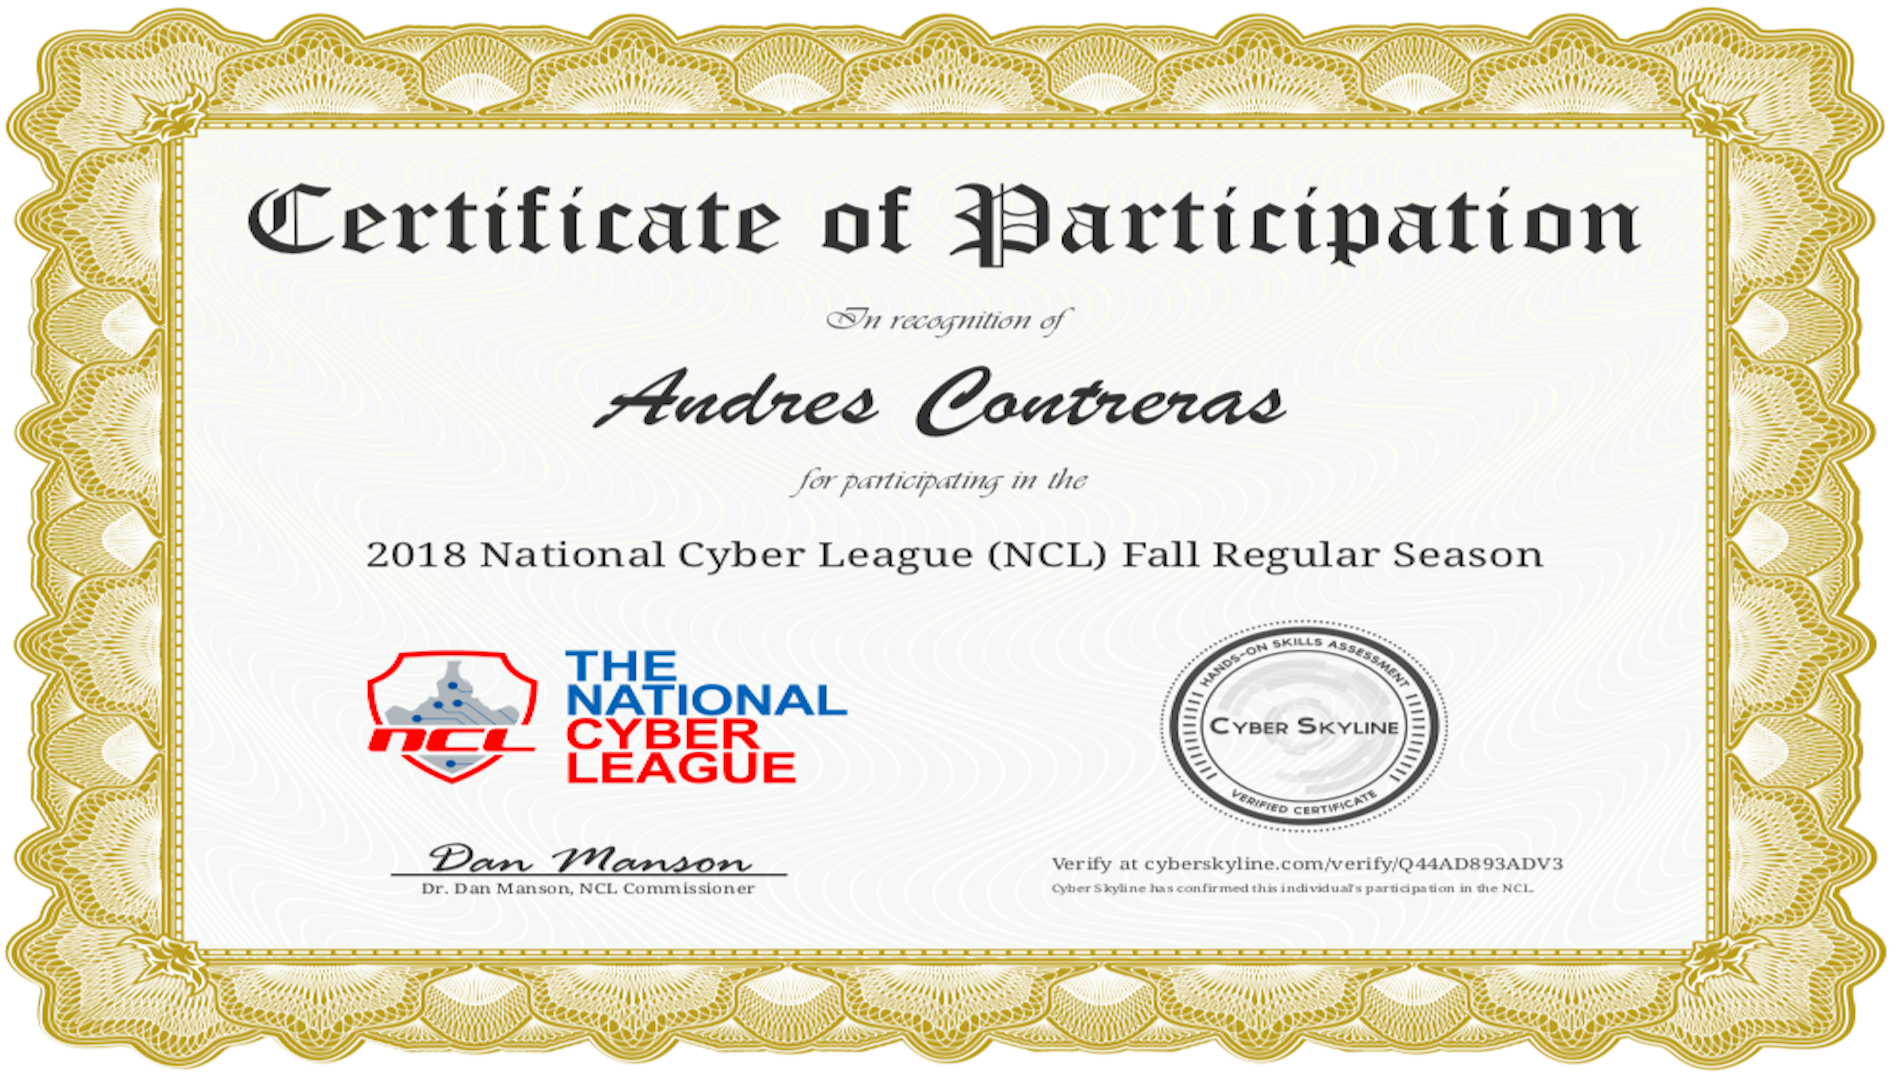 Certificate of Participation
In recognition of
Andres Contreras
for participating in the
2018 National Cyber League (NCL) Fall Regular Season
THE
NATIONAL
CYBER
LEAGUE
NCL
HANDS-ON SKILLS ASSESSMENT
CYBER SKYLINE
VERIFIED CERTIFICATE
Dan Manson
Dr. Dan Manson, NCL Commissioner
Verify at cyberskyline.com/verify/Q44AD893ADV3
Cyber Skyline has confirmed this individual's participation in the NCL.